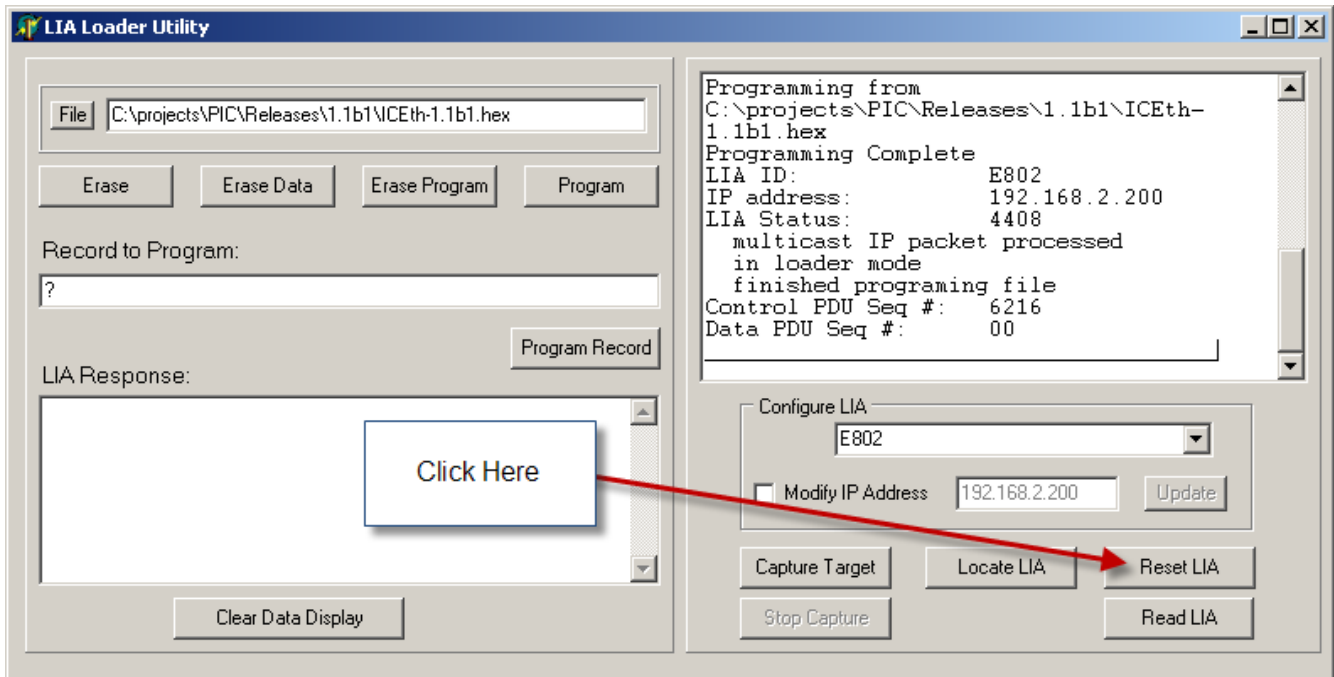 LIA Loader Utility
File C:\projects\PIC\Releases\1.1b1\ICEth-1.1b1.hex
Erase Erase Data Erase Program Program
Record to Program:
?
Program Record
LIA Response:
Click Here
Clear Data Display
Programming from
C:\projects\PIC\Releases\1.1b1\ICEth-
1.1b1.hex
Programming Complete
LIA ID: E802
IP address: 192.168.2.200
LIA Status: 4408
multicast IP packet processed
in loader mode
finished programing file
Control PDU Seq #: 6216
Data PDU Seq #: 00
Configure LIA
E802
Modify IP Address 192.168.2.200 Update
Capture Target Locate LIA Reset LIA
Stop Capture Read LIA